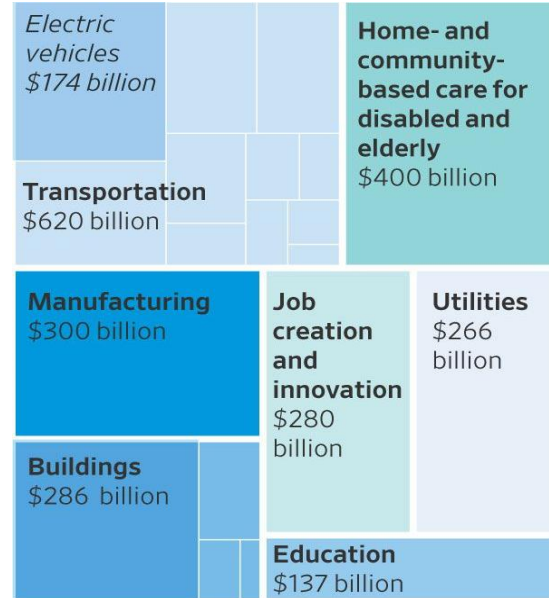 Electric
vehicles
$174 billion
Transportation
$620 billion
Home- and
community-
based care for
disabled and
elderly
$400 billion
Manufacturing
$300 billion
Job
creation
and
innovation
$280
billion
Utilities
$266
billion
Buildings
$286 billion
Education
$137 billion